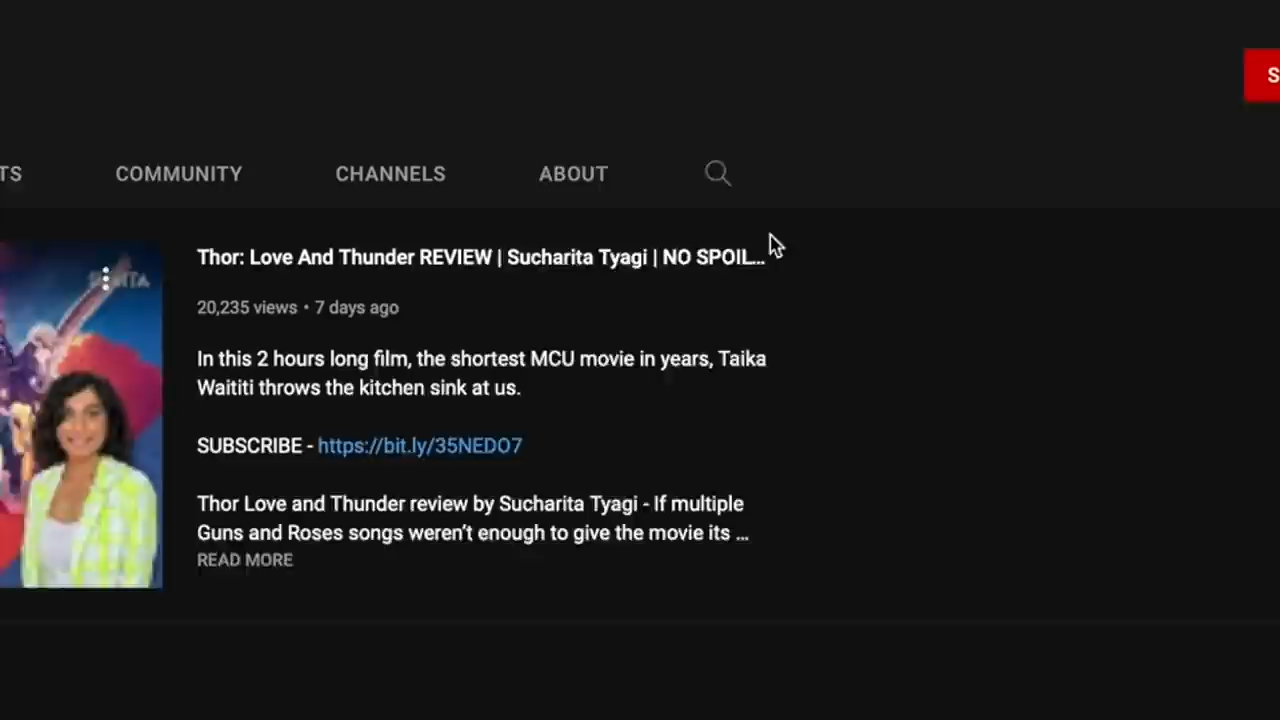 S
TS COMMUNITY CHANNELS ABOUT
Thor: Love And Thunder REVIEW | Sucharita Tyagi | NO SPOIL...
20,235 views • 7 days ago
In this 2 hours long film, the shortest MCU movie in years, Taika
Waititi throws the kitchen sink at us.
SUBSCRIBE - https://bit.ly/35NEDO7
Thor Love and Thunder review by Sucharita Tyagi - If multiple
Guns and Roses songs weren’t enough to give the movie its ...
READ MORE